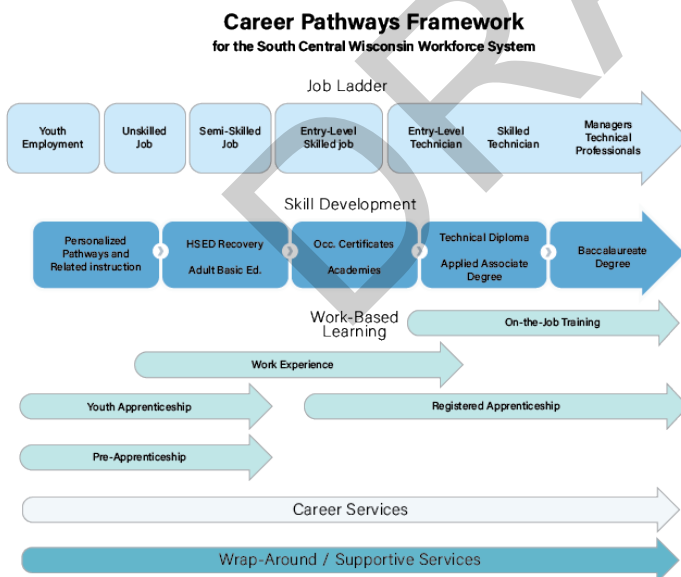 Career Pathways Framework
for the South Central Wisconsin Workforce System
Job Ladder
Youth
Employment
Unskilled
Job
Semi-Skilled
Job
Entry-Level
Skilled job
Entry-Level
Technician
Skilled
Technician
Managers
Technical
Professionals
Skill Development
Personalized
Pathways and
Related instruction
HSED Recovery
Adult Basic Ed.
Occ. Certificates
Academies
Technical Diploma
Applied Associate
Degree
Baccalaureate
Degree
Work-Based
Learning
On-the-Job Training
Work Experience
Youth Apprenticeship
Registered Apprenticeship
Pre-Apprenticeship
Career Services
Wrap-Around / Supportive Services